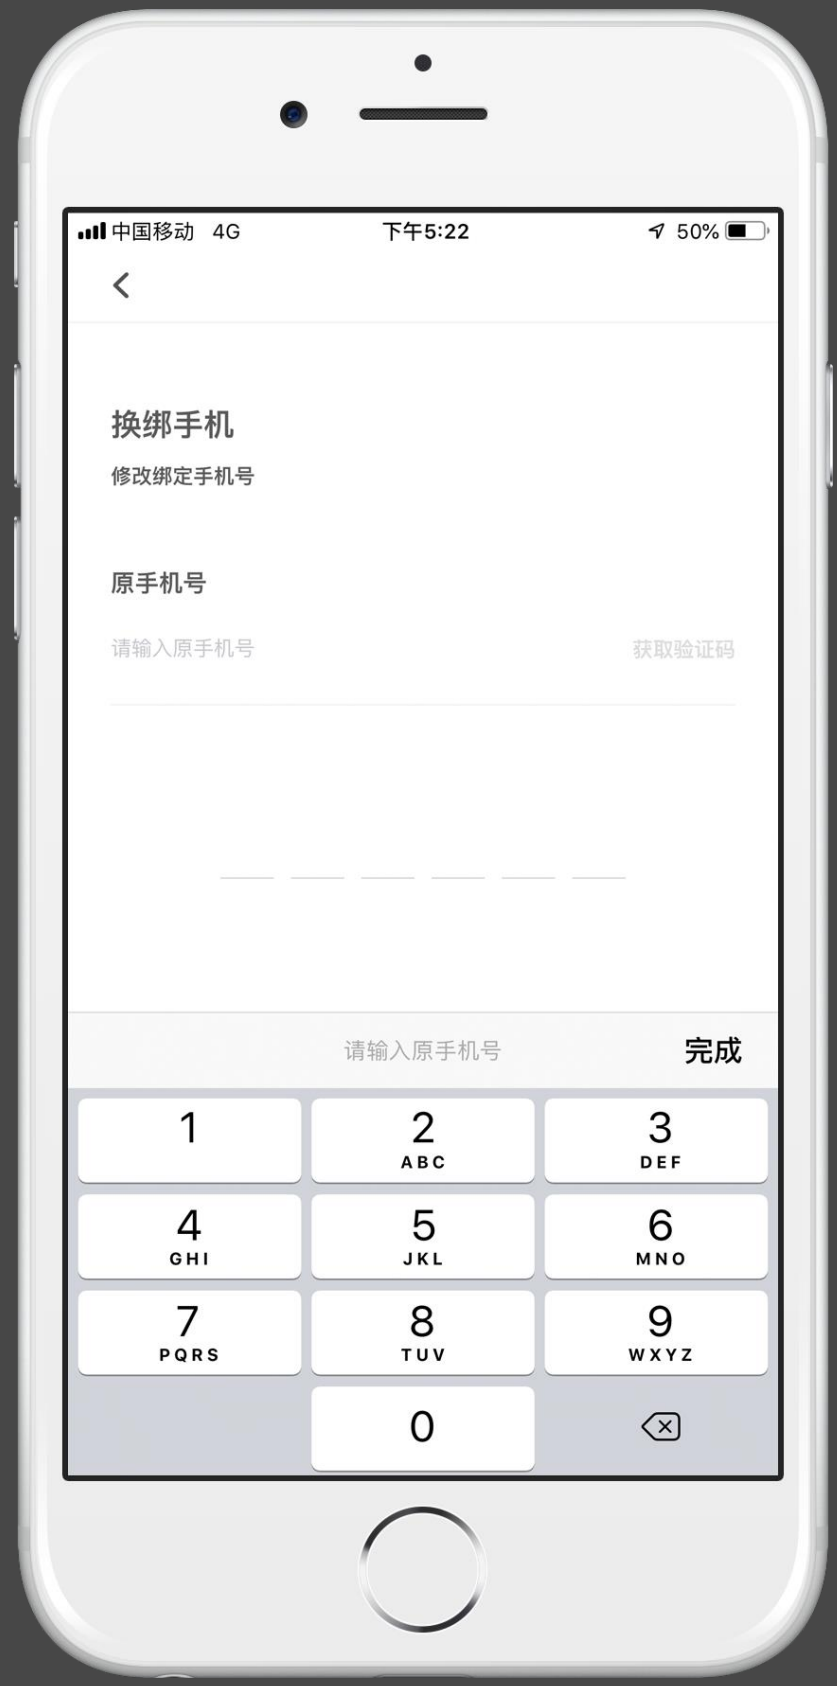 中国移动 4G 下午5:22 50%
换绑手机
修改绑定手机号
原手机号
请输入原手机号 获取验证码
请输入原手机号 完成
1 2 3
ABC DEF
4 5 6
GHI JKL MNO
7 8 9
PQRS TUV WXYZ
0